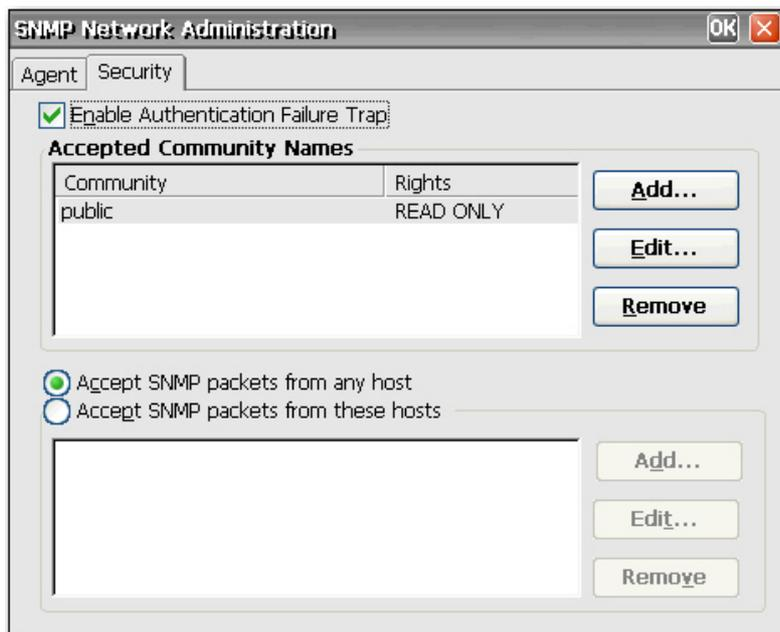 SNMP Network Administration OK
Agent Security
Enable Authentication Failure Trap
Accepted Community Names
Community Rights
public READ ONLY
Add...
Edit...
Remove
Accept SNMP packets from any host
Accept SNMP packets from these hosts
Add...
Edit...
Remove